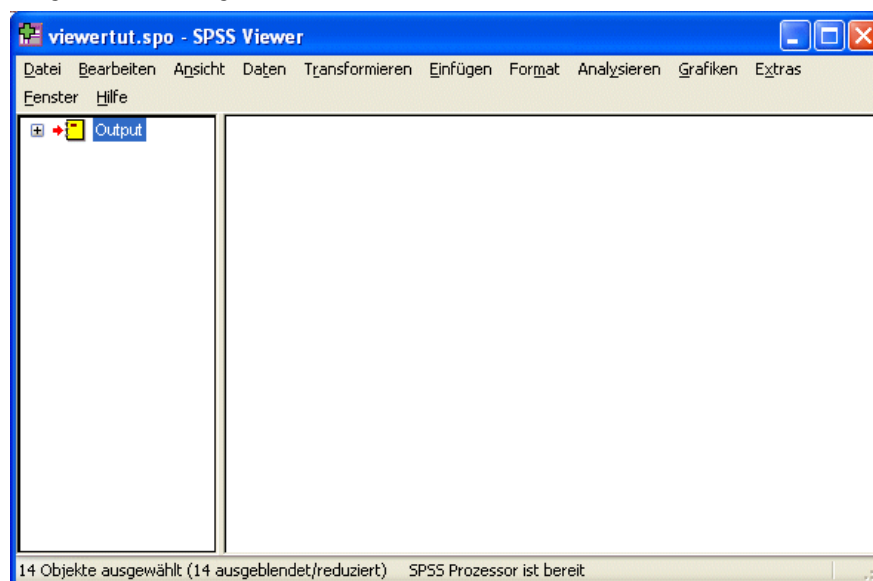 viewertut.spo - SPSS Viewer
Datei Bearbeiten Ansicht Daten Transformieren Einfügen Format Analysieren Grafiken Extras
Fenster Hilfe
Output
14 Objekte ausgewählt (14 ausgeblendet/reduziert) SPSS Prozessor ist bereit